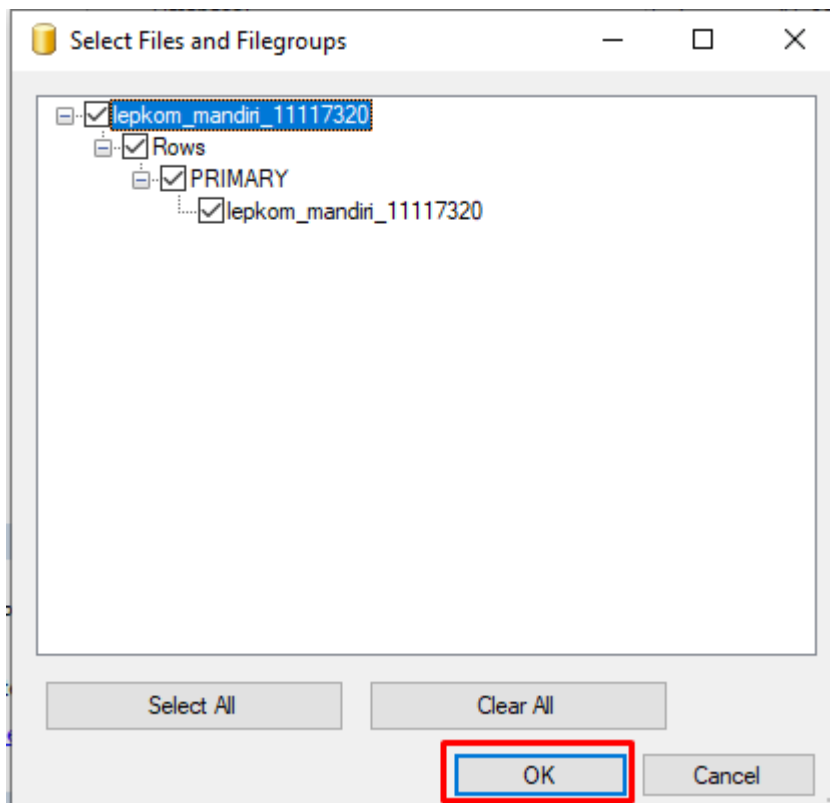 Select Files and Filegroups
lepkom_mandiri_11117320
Rows
PRIMARY
lepkom_mandiri_11117320
Select All
Clear All
OK
Cancel